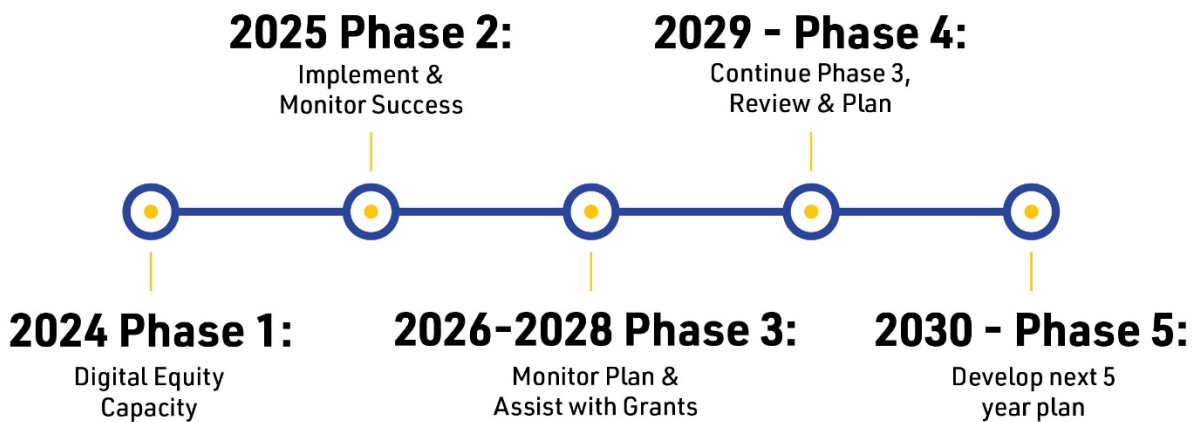 2025 Phase 2:
Implement &
Monitor Success
2029 - Phase 4:
Continue Phase 3,
Review & Plan
2024 Phase 1:
Digital Equity
Capacity
2026-2028 Phase 3:
Monitor Plan &
Assist with Grants
2030 - Phase 5:
Develop next 5
year plan